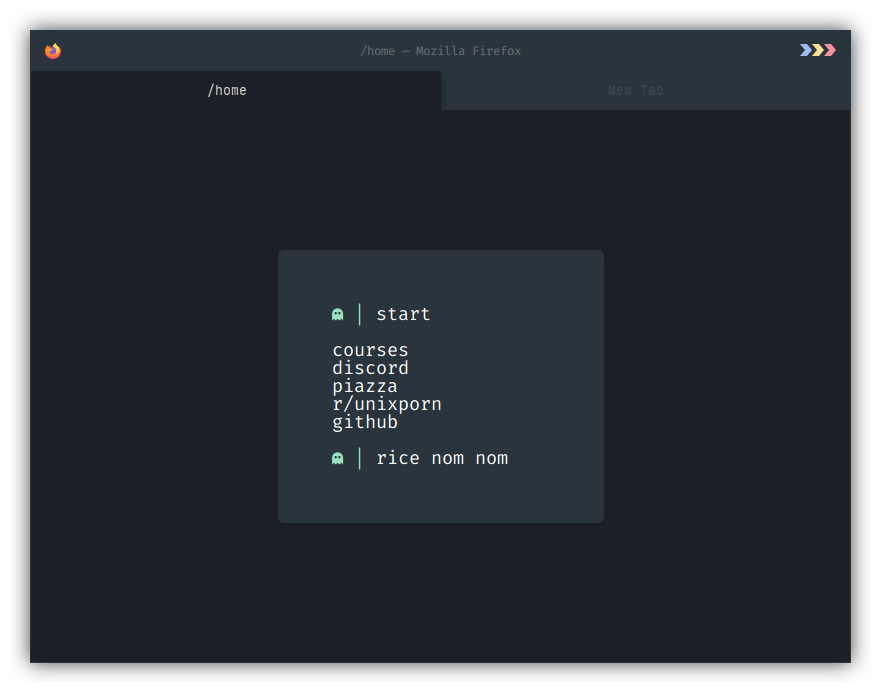 /home — Mozilla Firefox
/home
New Tab
| start
courses
discord
piazza
r/unixporn
github
| rice nom nom